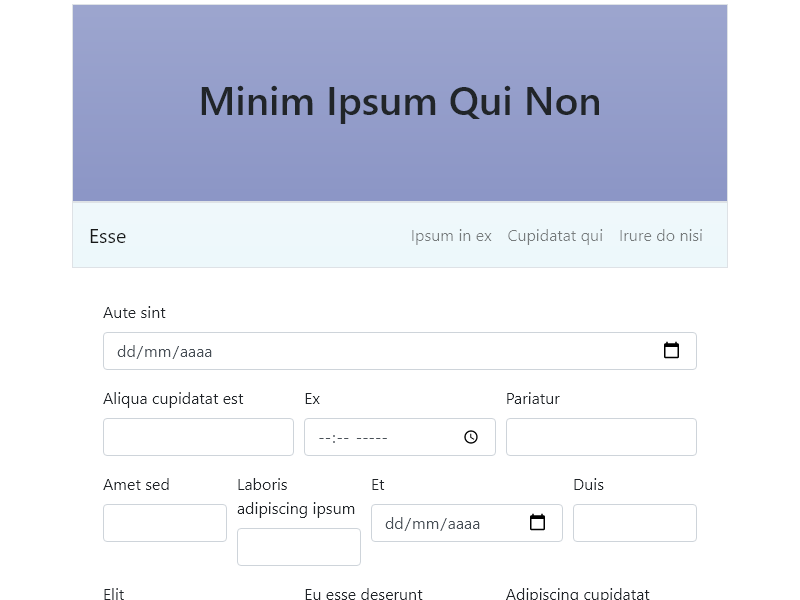 Minim Ipsum Qui Non
Esse
Ipsum in ex
Cupidatat qui
Irure do nisi
Aute sint
dd/mm/aaaa
Aliqua cupidatat est
Ex
Pariatur
--:-- -----
Amet sed
Laboris adipiscing ipsum
Et
Duis
dd/mm/aaaa
Elit
Eu esse deserunt
Adipiscing cupidatat